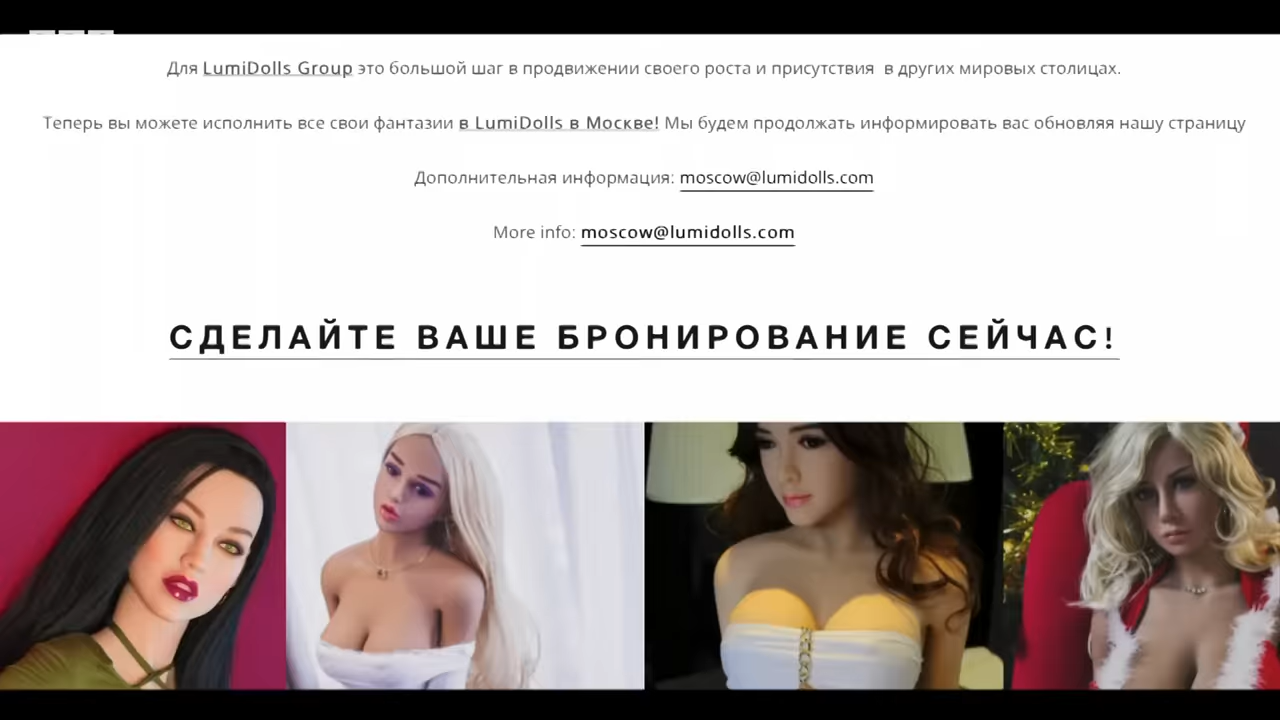 Для LumiDolls Group это большой шаг в продвижении своего роста и присутствия в других мировых столицах.
Теперь вы можете исполнить все свои фантазии в LumiDolls в Москве! Мы будем продолжать информировать вас обновляя нашу страницу
Дополнительная информация: moscow@lumidolls.com
More info: moscow@lumidolls.com
СДЕЛАЙТЕ ВАШЕ БРОНИРОВАНИЕ СЕЙЧАС!